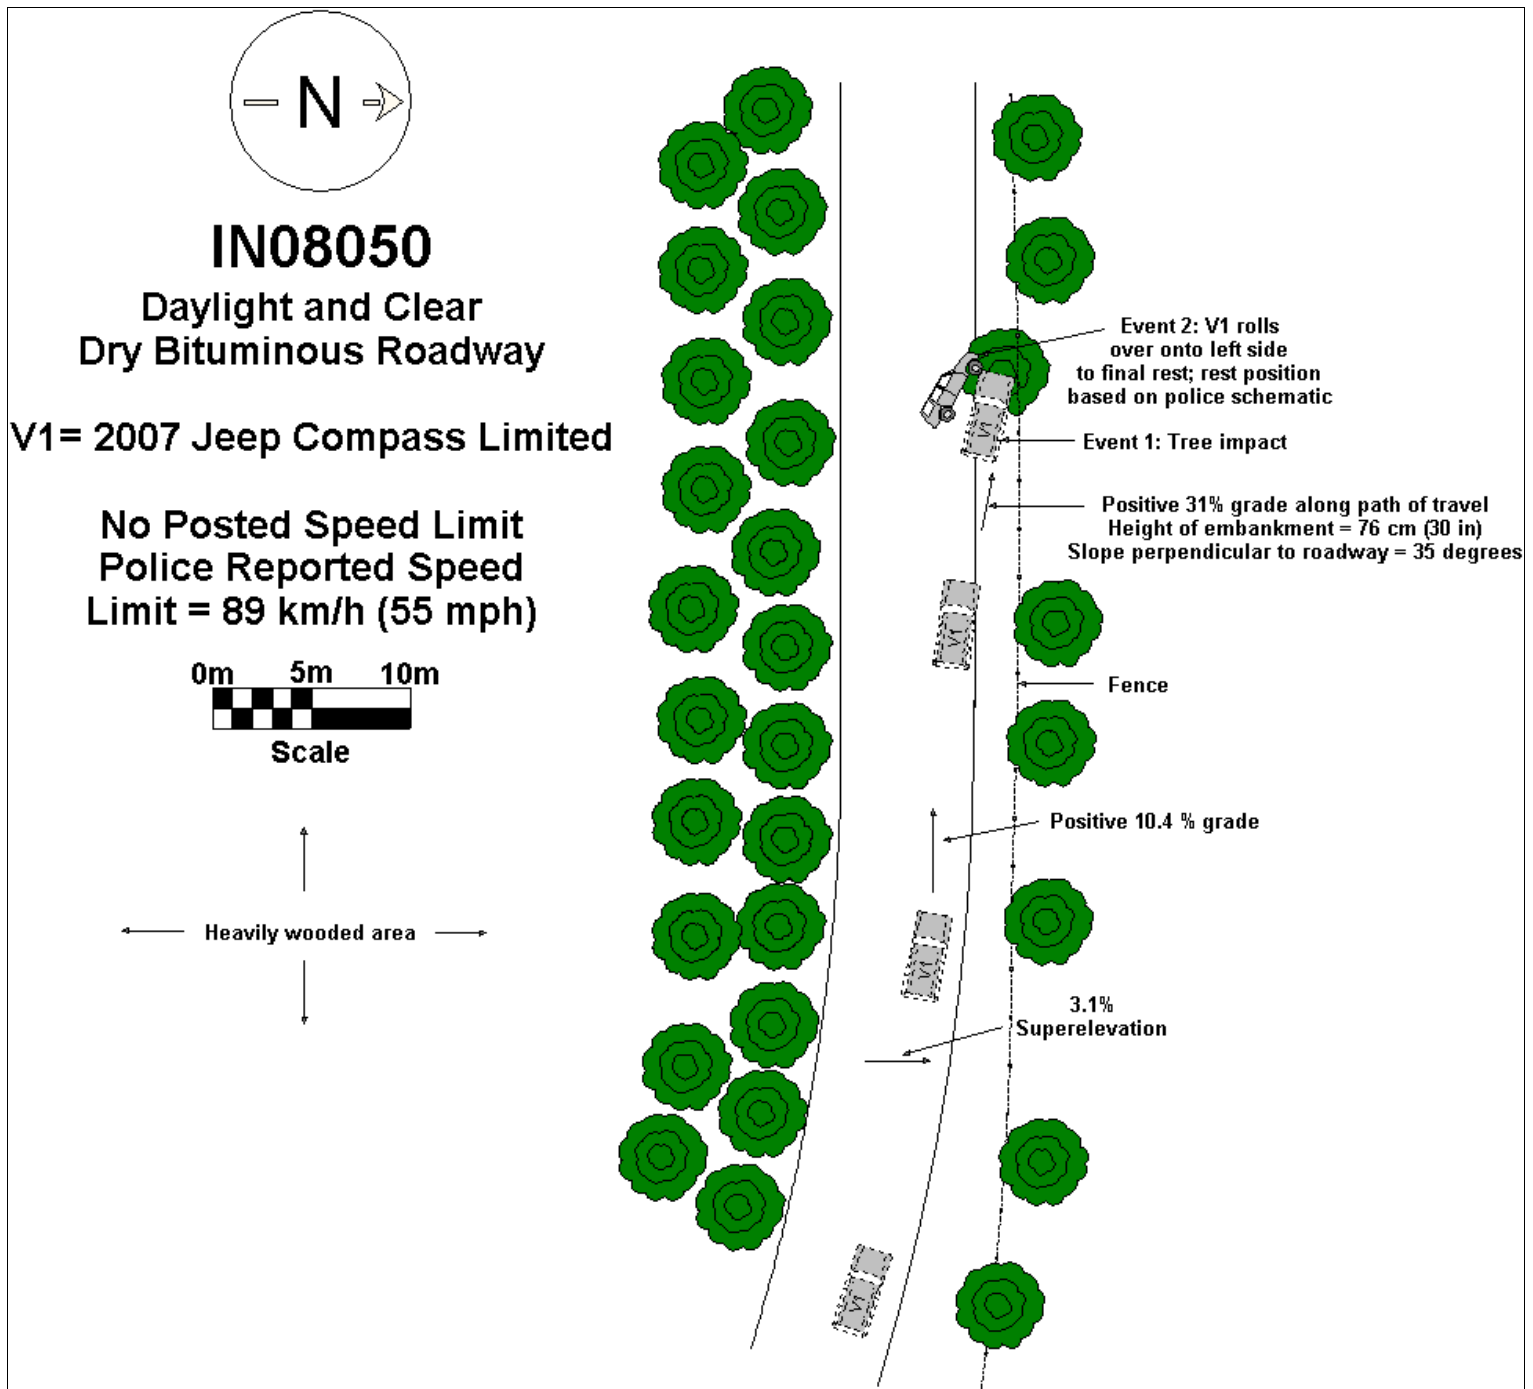 N
IN08050
Daylight and Clear
Dry Bituminous Roadway
V1= 2007 Jeep Compass Limited
No Posted Speed Limit
Police Reported Speed
Limit = 89 km/h (55 mph)
0m 5m 10m
Scale
Heavily wooded area
Event 2: V1 rolls
over onto left side
to final rest; rest position
based on police schematic
V1
Event 1: Tree impact
Positive 31% grade along path of travel
Height of embankment = 76 cm (30 in)
Slope perpendicular to roadway = 35 degrees
V1
Fence
Positive 10.4 % grade
V1
3.1%
Superelevation
V1